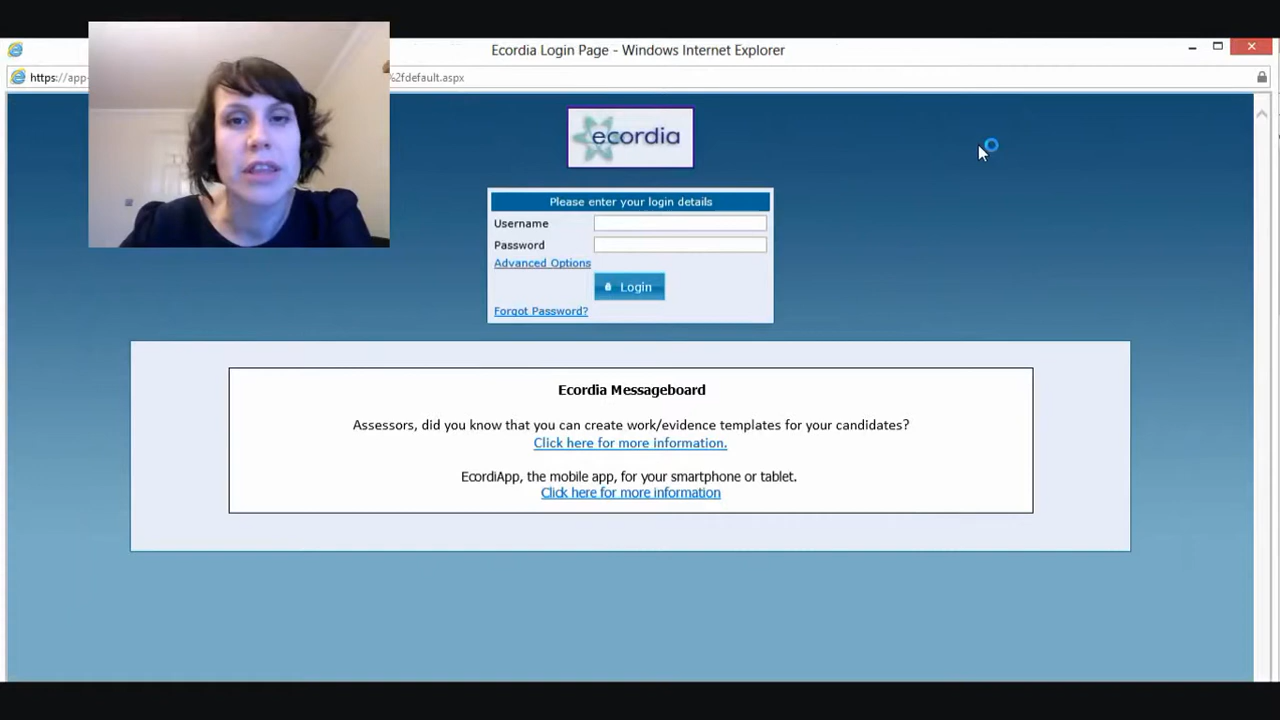 Ecordia Login Page - Windows Internet Explorer
https://app-
%2fdefault.aspx
ecordia
Please enter your login details
Username
Password
Advanced Options
Login
Forgot Password?
Ecordia Messageboard
Assessors, did you know that you can create work/evidence templates for your candidates?
Click here for more information.
EcordiApp, the mobile app, for your smartphone or tablet.
Click here for more information